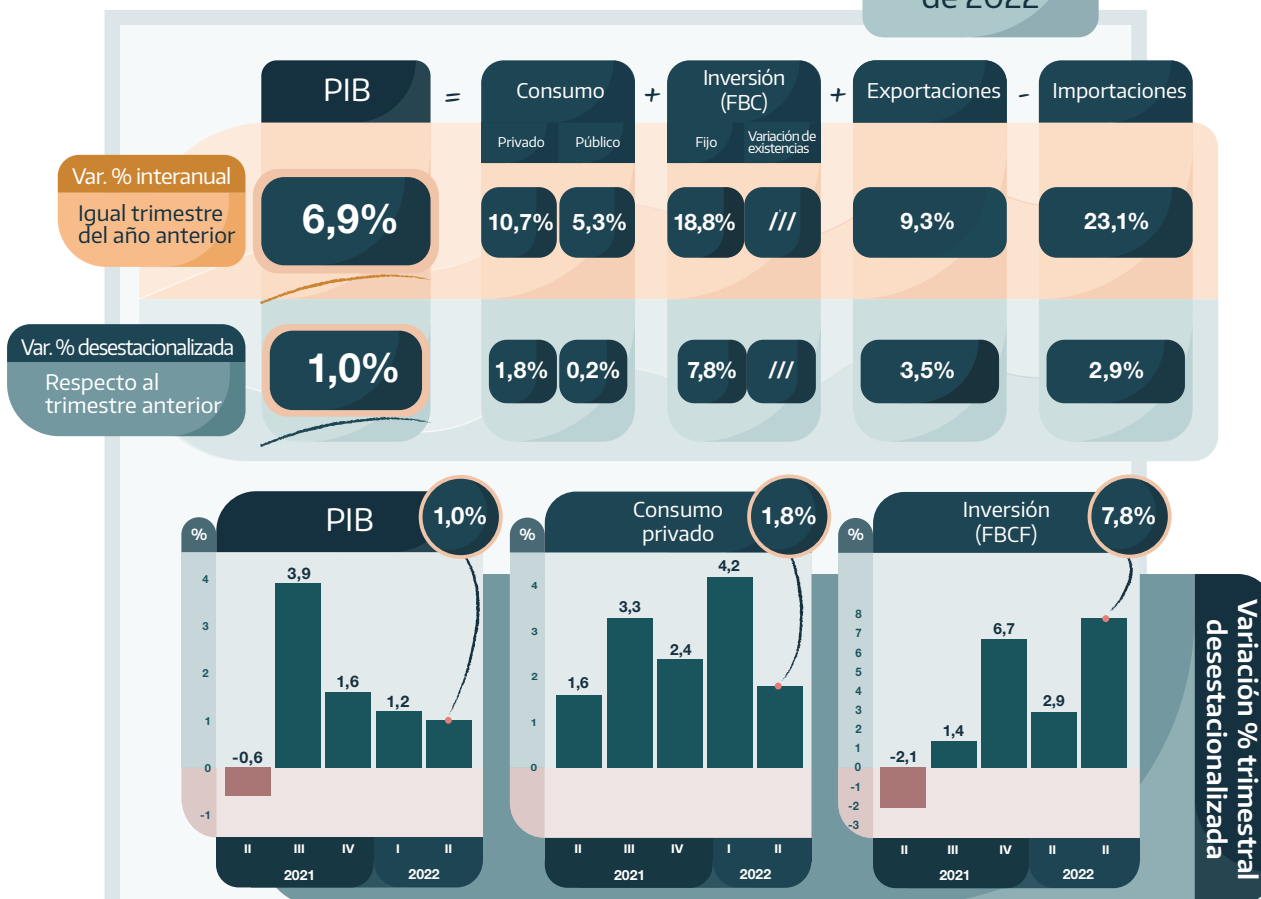 de 2022
PIB = Consumo + Inversión (FBC) + Exportaciones - Importaciones
Privado Público Fijo Variación de existencias
Var. % interanual
Igual trimestre
del año anterior
6,9% 10,7% 5,3% 18,8% /// 9,3% 23,1%
Var. % desestacionalizada
Respecto al
trimestre anterior
1,0% 1,8% 0,2% 7,8% /// 3,5% 2,9%
PIB 1,0%
%
4
3
2
1
0
-1
-0,6 3,9 1,6 1,2
II III IV I II
2021 2022
Consumo
privado
1,8%
%
4
3
2
1
0
1,6 3,3 2,4 4,2
II III IV I II
2021 2022
Inversión
(FBCF)
7,8%
%
8
7
6
5
4
3
2
1
0
-1
-2
-3
-2,1 1,4 6,7 2,9
II III IV II II
2021 2022
Variación % trimestral
desestacionalizada